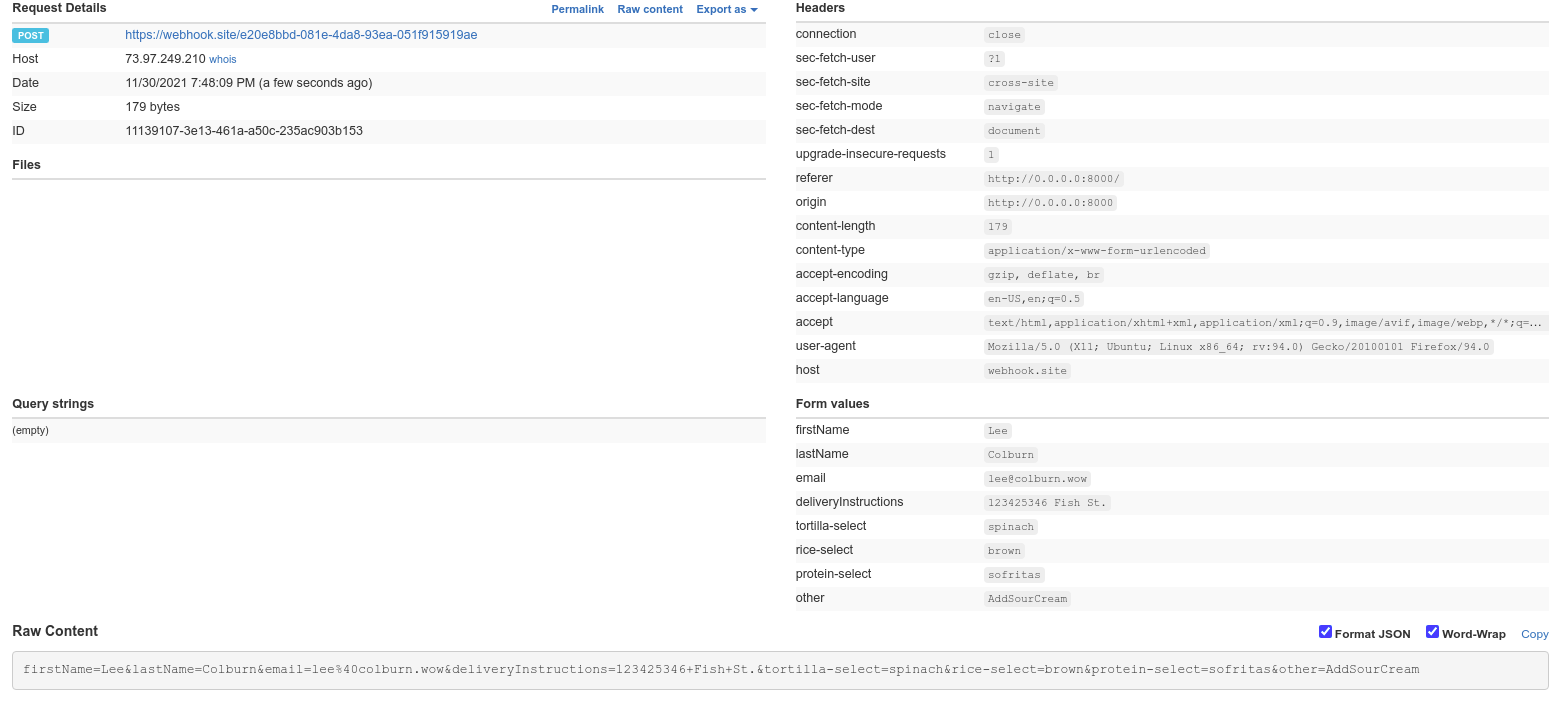 Request Details Permalink Raw content Export as
POST https://webhook.site/e20e8bbd-081e-4da8-93ea-051f915919ae
Host 73.97.249.210 whois
Date 11/30/2021 7:48:09 PM (a few seconds ago)
Size 179 bytes
ID 11139107-3e13-461a-a50c-235ac903b153
Files
Headers
connection close
sec-fetch-user ?1
sec-fetch-site cross-site
sec-fetch-mode navigate
sec-fetch-dest document
upgrade-insecure-requests 1
referer http://0.0.0.0:8000/
origin http://0.0.0.0:8000
content-length 179
content-type application/x-www-form-urlencoded
accept-encoding gzip, deflate, br
accept-language en-US,en;q=0.5
accept text/html,application/xhtml+xml,application/xml;q=0.9,image/avif,image/webp,*/*;q=...
user-agent Mozilla/5.0 (X11; Ubuntu; Linux x86_64; rv:94.0) Gecko/20100101 Firefox/94.0
host webhook.site
Query strings
(empty)
Form values
firstName Lee
lastName Colburn
email lee@colburn.wow
deliveryInstructions 123425346 Fish St.
tortilla-select spinach
rice-select brown
protein-select sofritas
other AddSourCream
Raw Content Format JSON Word-Wrap Copy
firstName=Lee&lastName=Colburn&email=lee%40colburn.wow&deliveryInstructions=123425346+Fish+St.&tortilla-select=spinach&rice-select=brown&protein-select=sofritas&other=AddSourCream